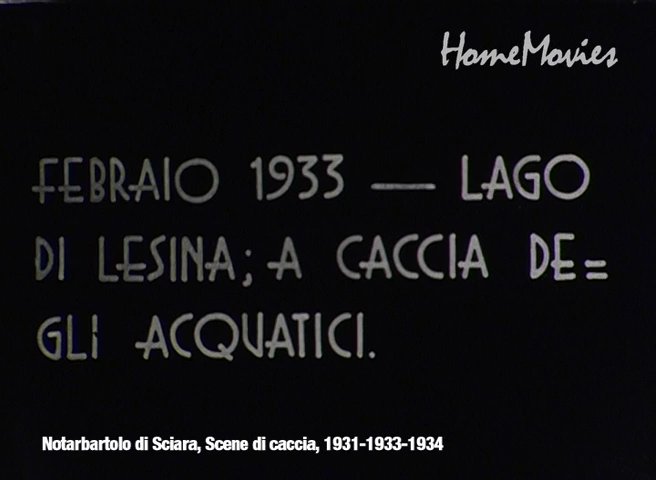 HomeMovies
FEBRAIO 1933 — LAGO
DI LESINA; A CACCIA DE=
GLI ACQUATICI.
Notarbartolo di Sciara, Scene di caccia, 1931-1933-1934